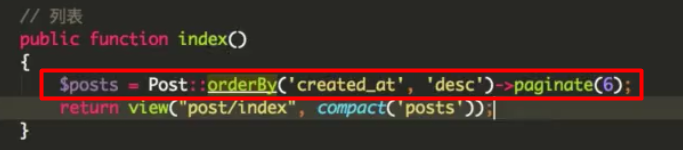 // 列表
public function index()
{
$posts = Post::orderBy('created_at', 'desc')->paginate(6);
return view("post/index", compact('posts'));
}